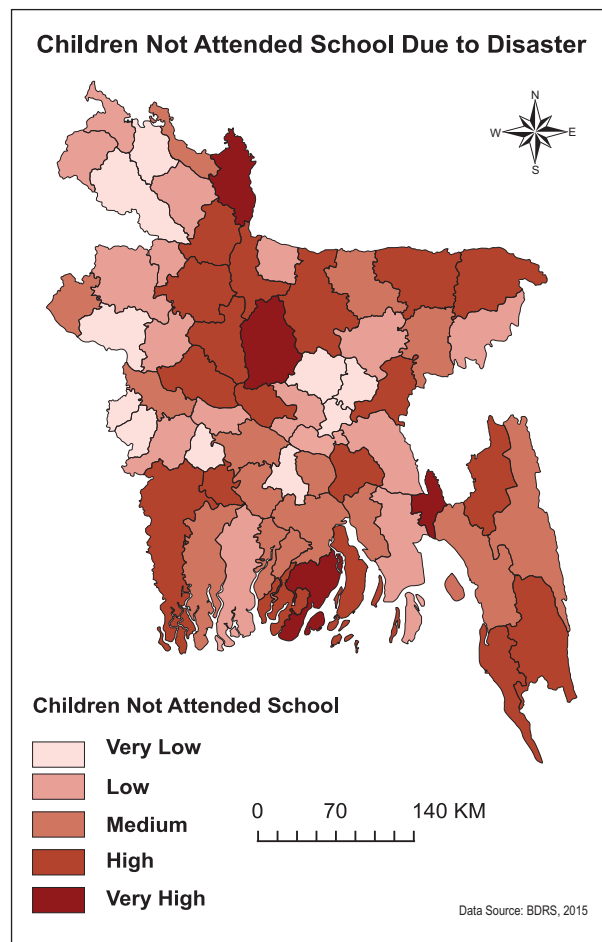 Children Not Attended School Due to Disaster
N
W E
S
Children Not Attended School
Very Low
Low
Medium
High
Very High
0 70 140 KM
Data Source: BDRS, 2015